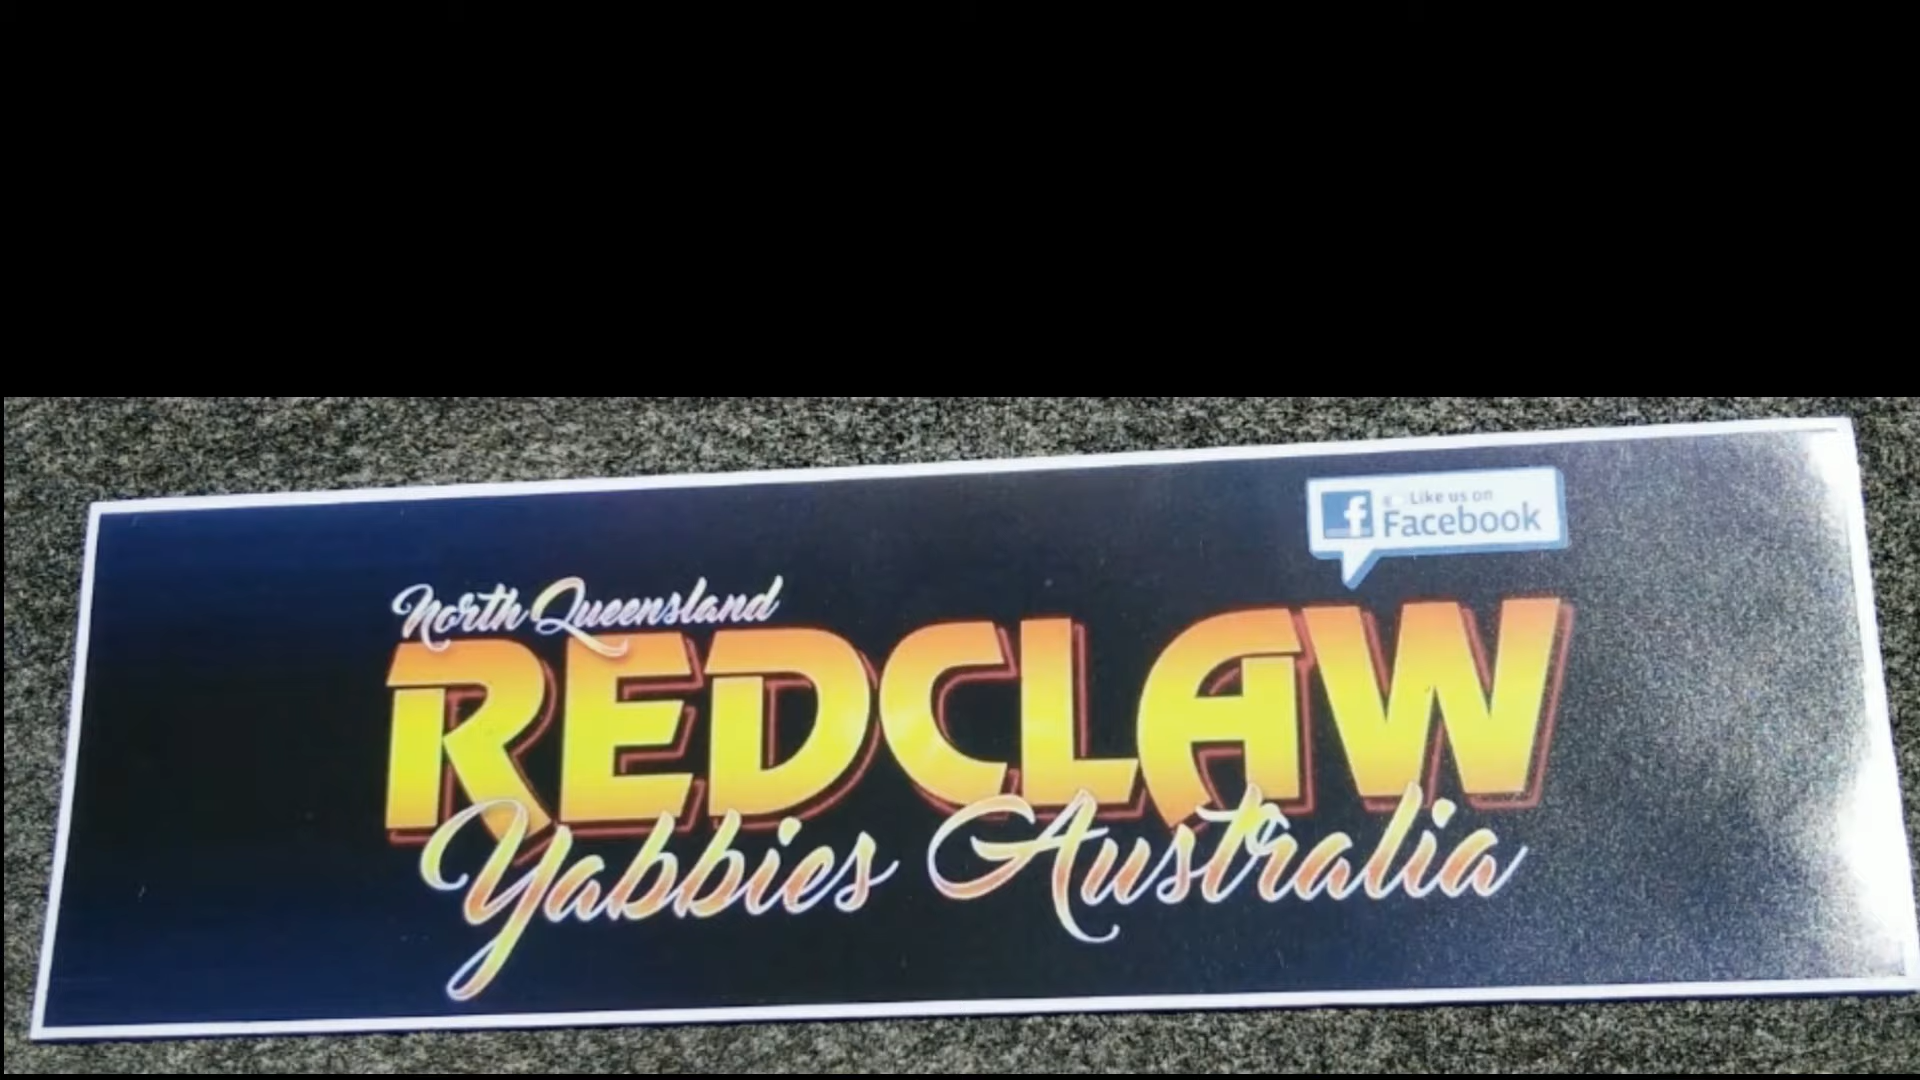 Like us on
Facebook
North Queensland
REDCLAW
Yabbies Australia